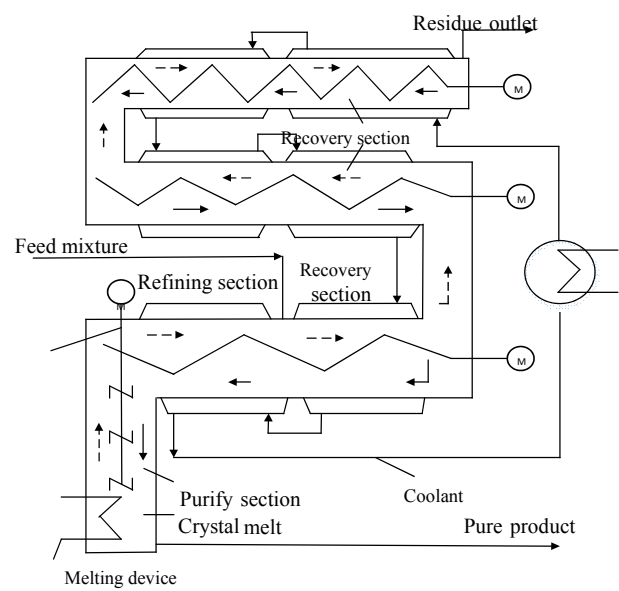 Residue outlet
M
Recovery section
M
Feed mixture
Refining section
Recovery
section
M
M
Coolant
Purify section
Crystal melt
Pure product
Melting device